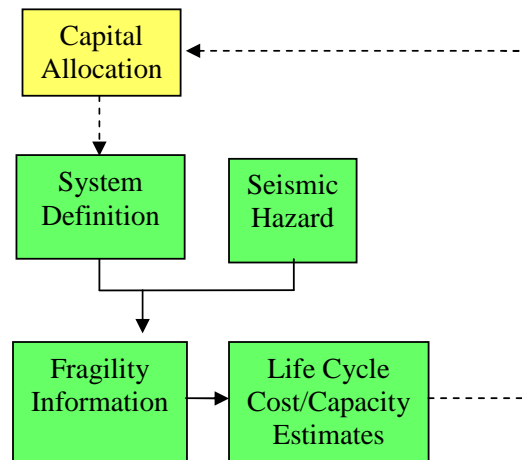 Capital
Allocation
System
Definition
Seismic
Hazard
Fragility
Information
Life Cycle
Cost/Capacity
Estimates